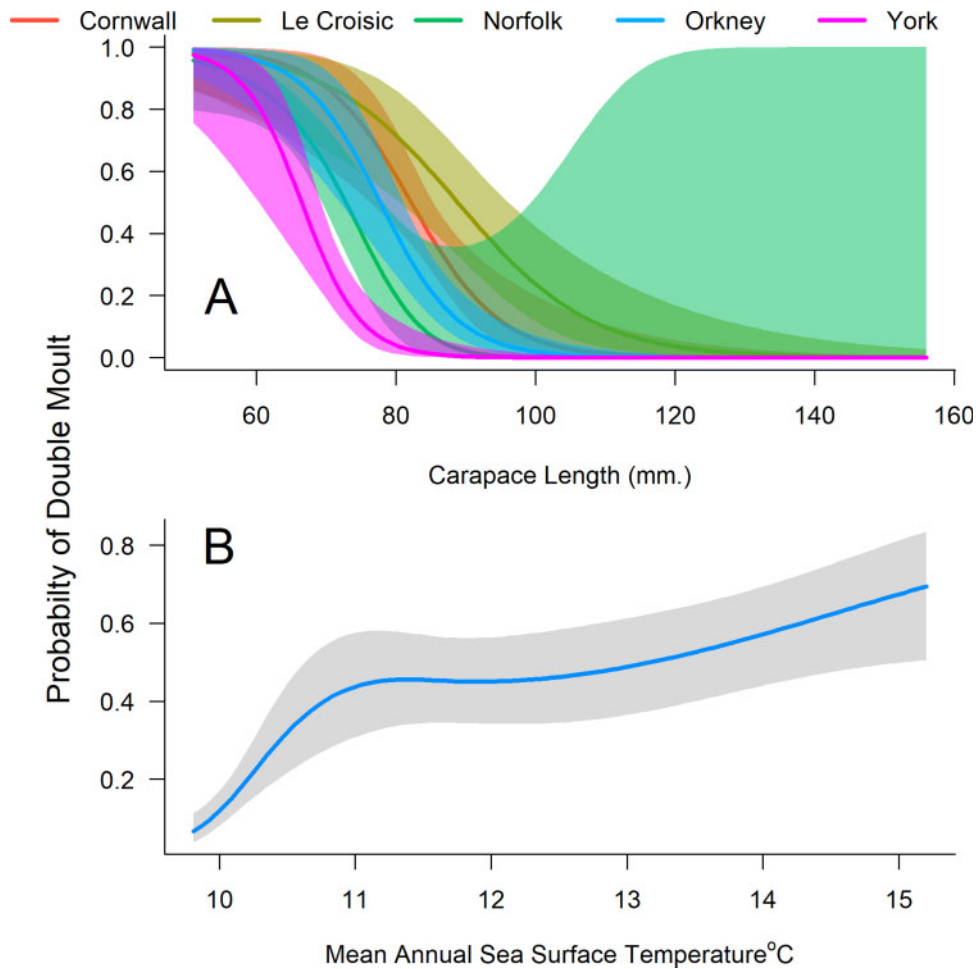 Cornwall Le Croisic Norfolk Orkney York
1.0
0.8
0.6
0.4
0.2
0.0
A
60 80 100 120 140 160
Carapace Length (mm.)
Probabilty of Double Moult
B
0.8
0.6
0.4
0.2
10 11 12 13 14 15
Mean Annual Sea Surface Temperature°C